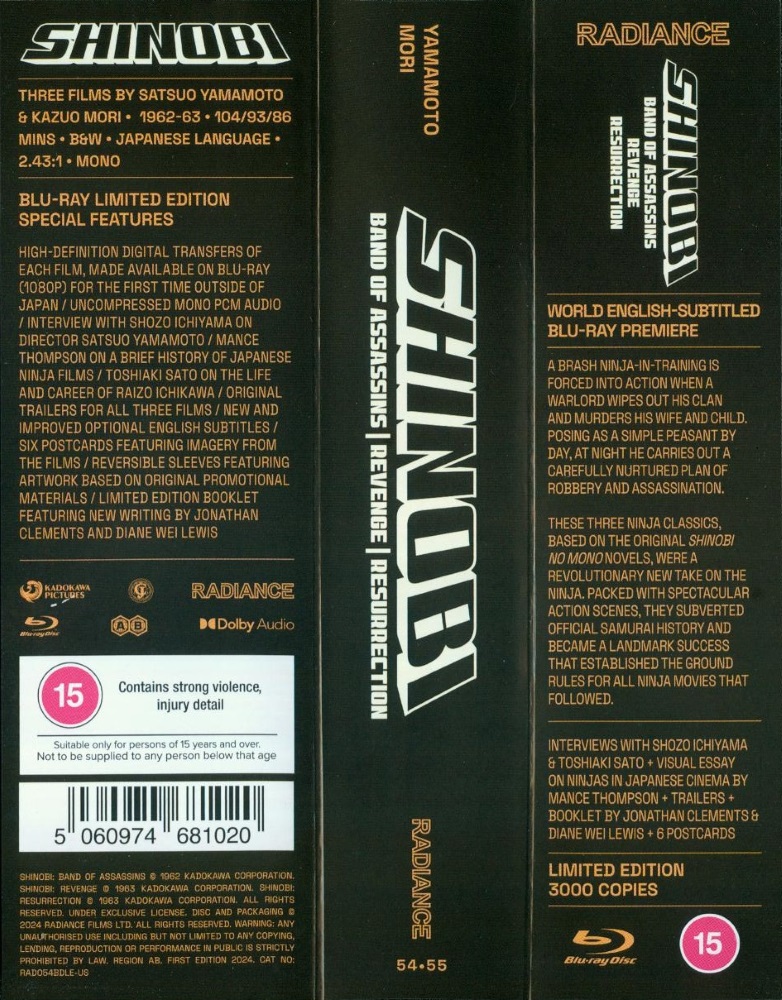 SHINOBI
THREE FILMS BY SATSUO YAMAMOTO
& KAZUO MORI • 1962-63 • 104/93/86
MINS • B&W • JAPANESE LANGUAGE •
2.43:1 • MONO
BLU-RAY LIMITED EDITION
SPECIAL FEATURES
HIGH-DEFINITION DIGITAL TRANSFERS OF
EACH FILM, MADE AVAILABLE ON BLU-RAY
(1080P) FOR THE FIRST TIME OUTSIDE OF
JAPAN / UNCOMPRESSED MONO PCM AUDIO
/ INTERVIEW WITH SHOZO ICHIYAMA ON
DIRECTOR SATSUO YAMAMOTO / MANCE
THOMPSON ON A BRIEF HISTORY OF JAPANESE
NINJA FILMS / TOSHIAKI SATO ON THE LIFE
AND CAREER OF RAIZO ICHIKAWA / ORIGINAL
TRAILERS FOR ALL THREE FILMS / NEW AND
IMPROVED OPTIONAL ENGLISH SUBTITLES /
SIX POSTCARDS FEATURING IMAGERY FROM
THE FILMS / REVERSIBLE SLEEVES FEATURING
ARTWORK BASED ON ORIGINAL PROMOTIONAL
MATERIALS / LIMITED EDITION BOOKLET
FEATURING NEW WRITING BY JONATHAN
CLEMENTS AND DIANE WEI LEWIS
KADOKAWA
PICTURES
RADIANCE
Blu-ray Disc
A B
Dolby Audio
15
Contains strong violence,
injury detail
Suitable only for persons of 15 years and over.
Not to be supplied to any person below that age
5 060974 681020
SHINOBI: BAND OF ASSASSINS © 1962 KADOKAWA CORPORATION.
SHINOBI: REVENGE © 1963 KADOKAWA CORPORATION. SHINOBI:
RESURRECTION © 1963 KADOKAWA CORPORATION. ALL RIGHTS
RESERVED. UNDER EXCLUSIVE LICENSE. DISC AND PACKAGING ©
2024 RADIANCE FILMS LTD. ALL RIGHTS RESERVED. WARNING: ANY
UNAUTHORISED USE INCLUDING BUT NOT LIMITED TO ANY COPYING,
LENDING, REPRODUCTION OR PERFORMANCE IN PUBLIC IS STRICTLY
PROHIBITED BY LAW. REGION AB. FIRST EDITION 2024. CAT NO:
RAD054BDLE-US
YAMAMOTO
MORI
SHINOBI
BAND OF ASSASSINS | REVENGE | RESURRECTION
RADIANCE
54•55
RADIANCE
SHINOBI
BAND OF ASSASSINS
REVENGE
RESURRECTION
WORLD ENGLISH-SUBTITLED
BLU-RAY PREMIERE
A BRASH NINJA-IN-TRAINING IS
FORCED INTO ACTION WHEN A
WARLORD WIPES OUT HIS CLAN
AND MURDERS HIS WIFE AND CHILD.
POSING AS A SIMPLE PEASANT BY
DAY, AT NIGHT HE CARRIES OUT A
CAREFULLY NURTURED PLAN OF
ROBBERY AND ASSASSINATION.
THESE THREE NINJA CLASSICS,
BASED ON THE ORIGINAL SHINOBI
NO MONO NOVELS, WERE A
REVOLUTIONARY NEW TAKE ON THE
NINJA. PACKED WITH SPECTACULAR
ACTION SCENES, THEY SUBVERTED
OFFICIAL SAMURAI HISTORY AND
BECAME A LANDMARK SUCCESS
THAT ESTABLISHED THE GROUND
RULES FOR ALL NINJA MOVIES THAT
FOLLOWED.
INTERVIEWS WITH SHOZO ICHIYAMA
& TOSHIAKI SATO + VISUAL ESSAY
ON NINJAS IN JAPANESE CINEMA BY
MANCE THOMPSON + TRAILERS +
BOOKLET BY JONATHAN CLEMENTS &
DIANE WEI LEWIS + 6 POSTCARDS
LIMITED EDITION
3000 COPIES
Blu-ray Disc
15